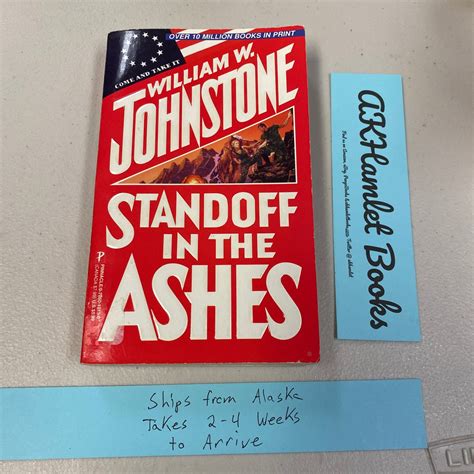 OVER 10 MILLION BOOKS IN PRINT
COME AND TAKE IT
WILLIAM W.
JOHNSTONE
STANDOFF
IN THE
ASHES
PINNACLE
AKHamlet Books
Ships from Alaska
Takes 2-4 Weeks
to Arrive